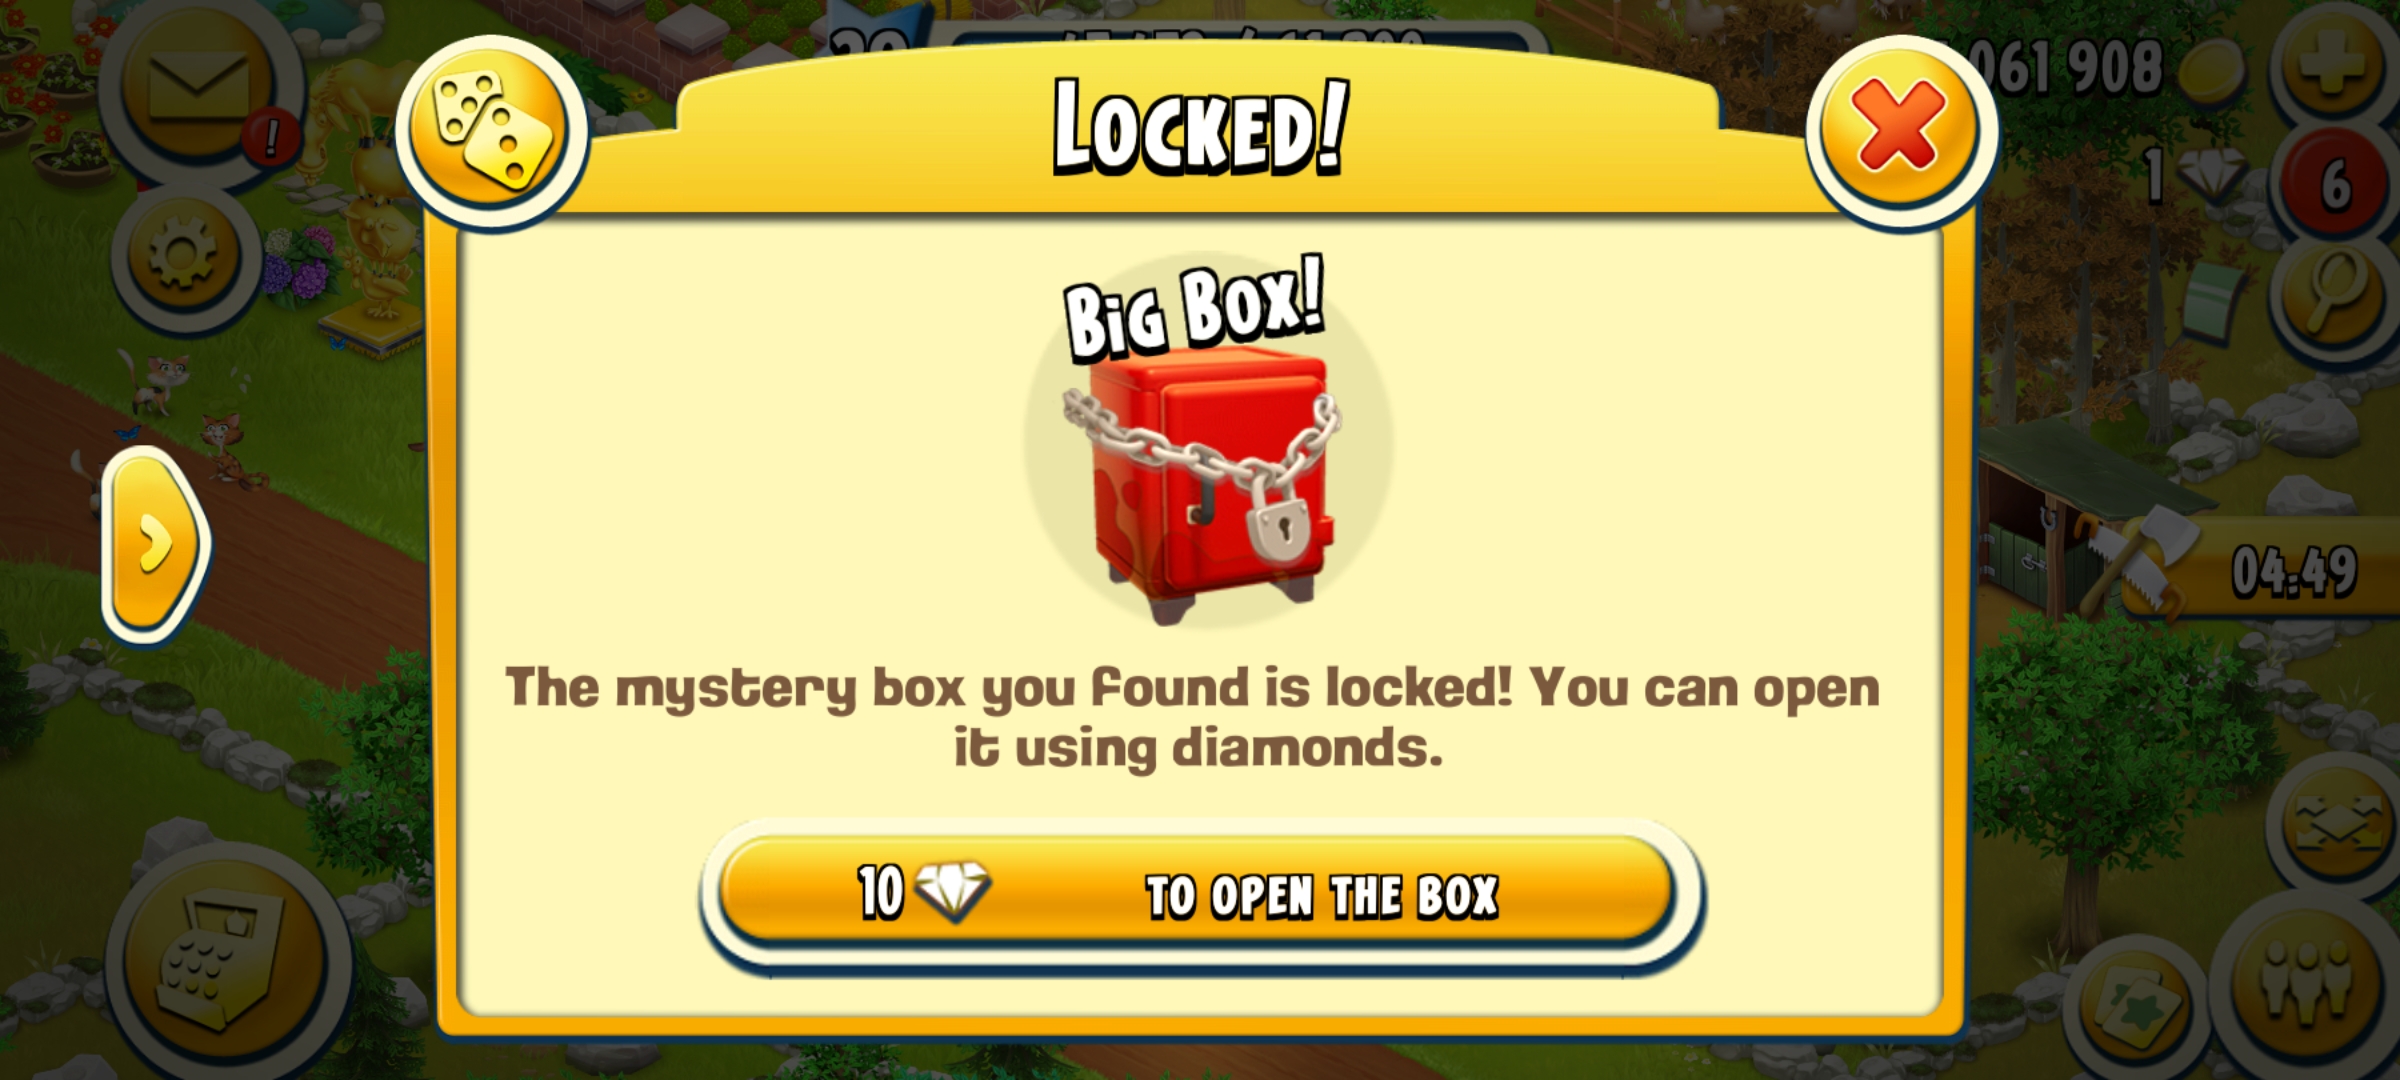 LOCKED!
061 908
1
6
BIG BOX!
04:49
The mystery box you found is locked! You can open
it using diamonds.
10 TO OPEN THE BOX
!